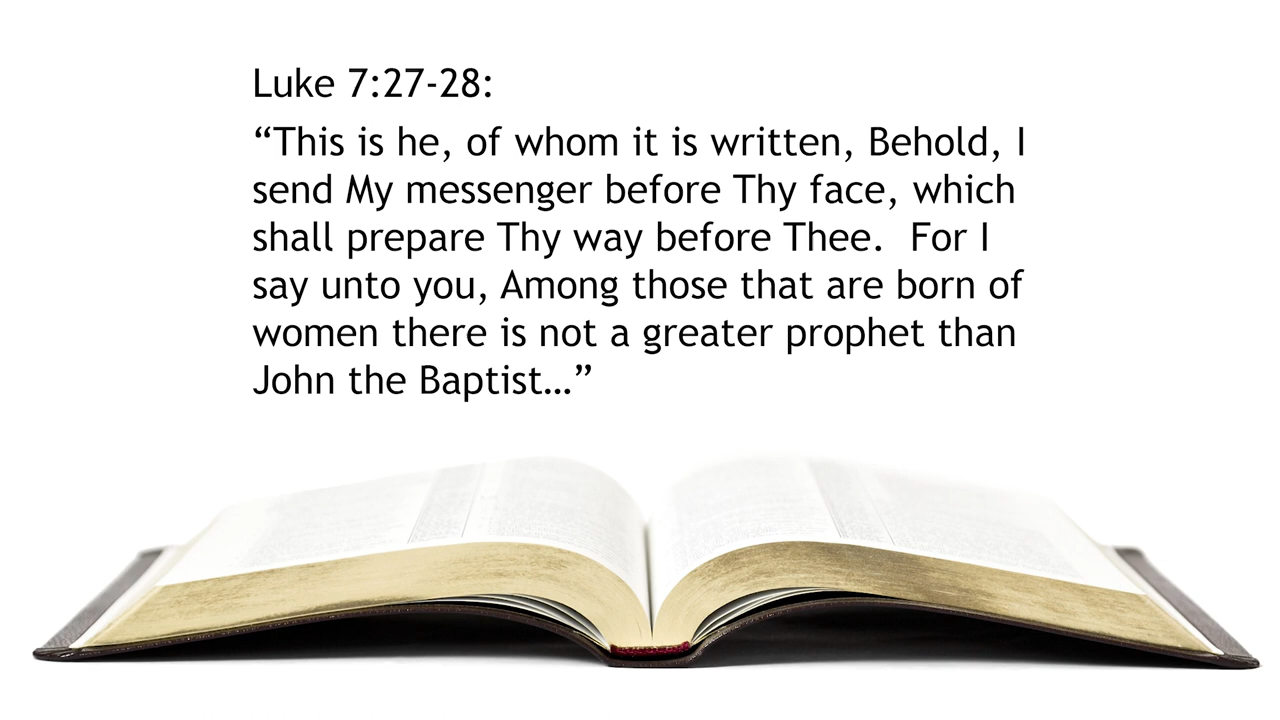 Luke 7:27-28:
“This is he, of whom it is written, Behold, I
send My messenger before Thy face, which
shall prepare Thy way before Thee.  For I
say unto you, Among those that are born of
women there is not a greater prophet than
John the Baptist…”